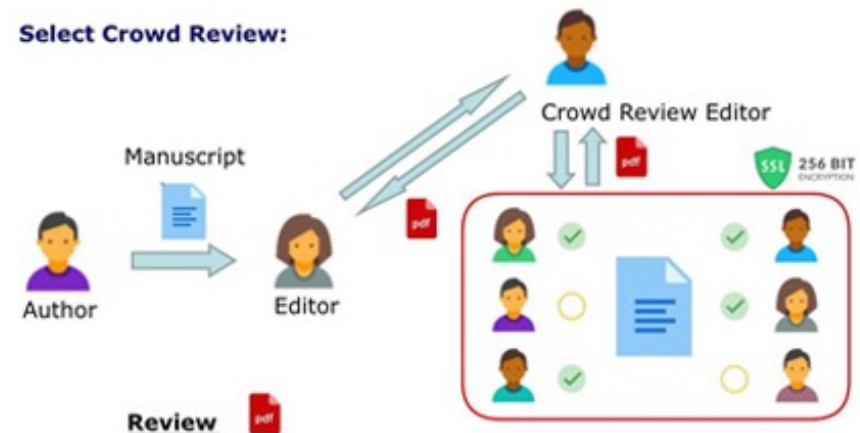 Select Crowd Review:
Crowd Review Editor
Manuscript
pdf
SSL 256 BIT
ENCRYPTION
pdf
Author
Editor
Review pdf